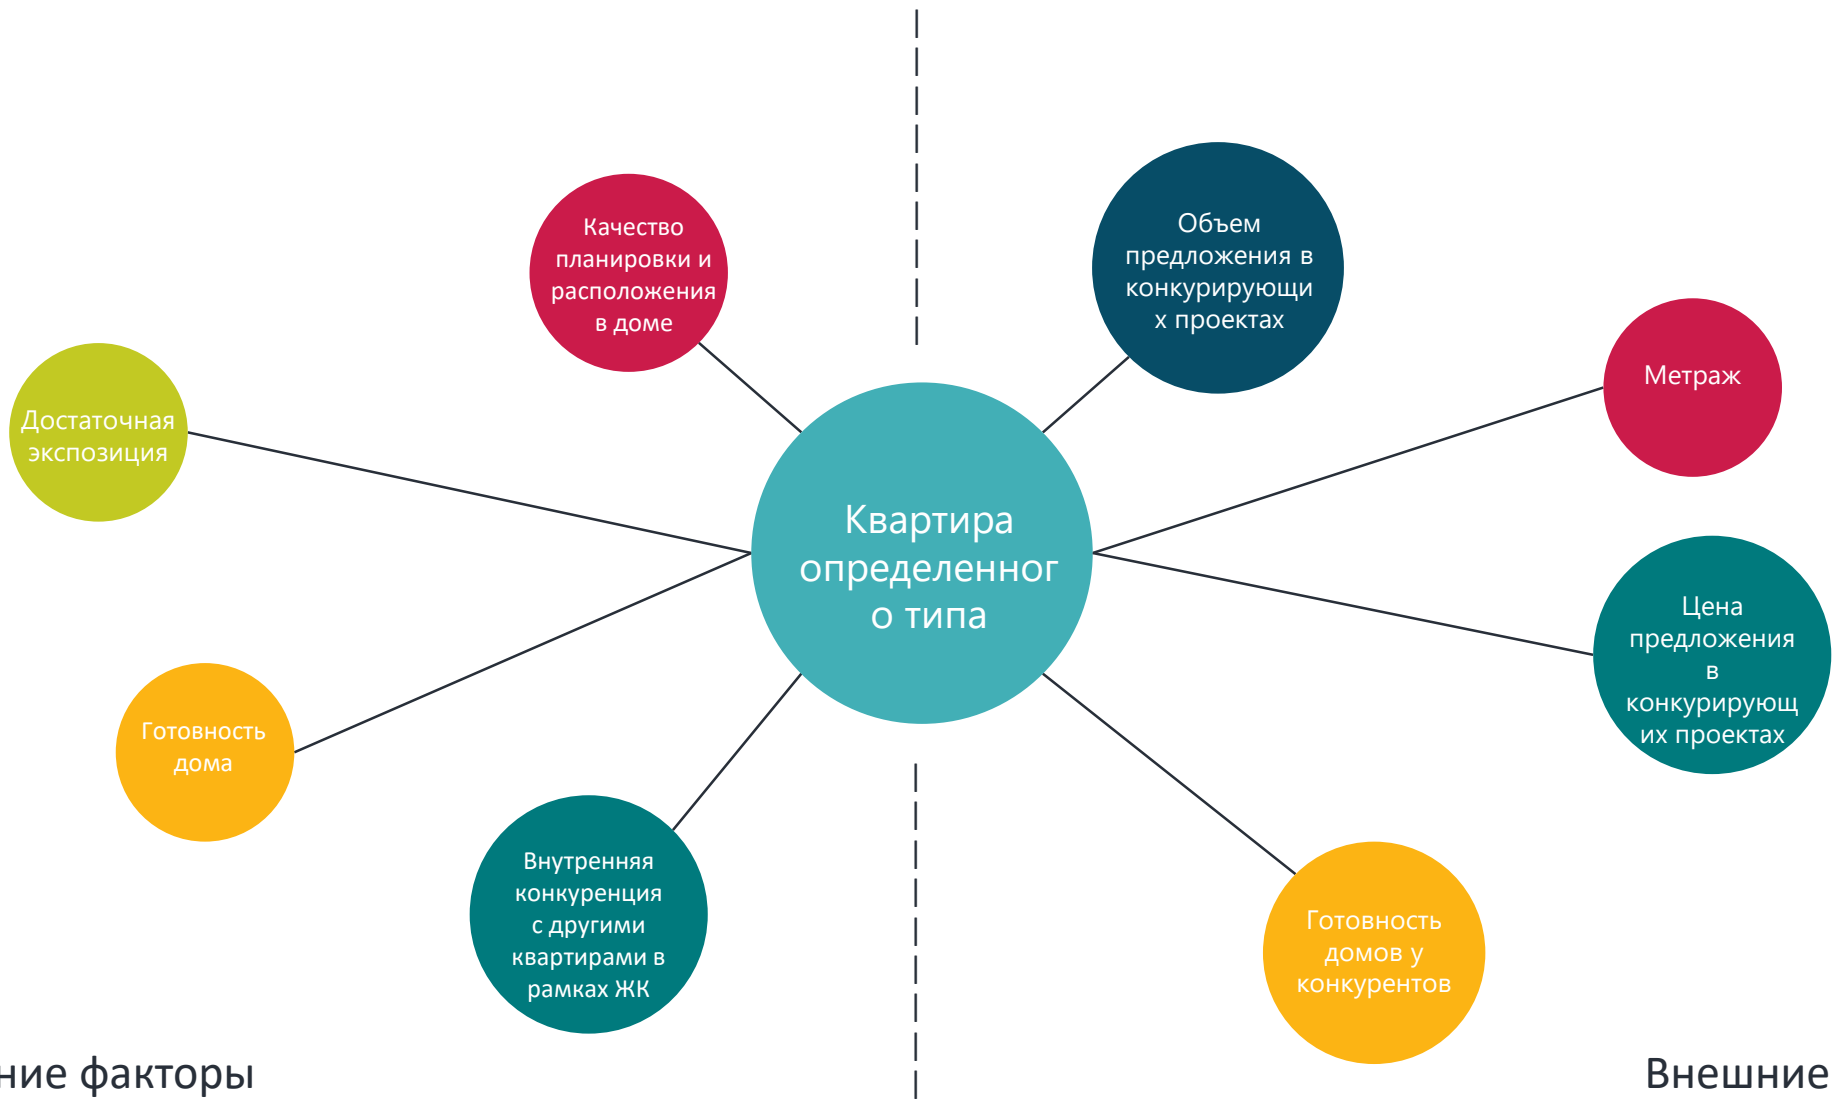 Качество
планировки и
расположения
в доме
Объем
предложения в
конкурирующи
х проектах
Метраж
Достаточная
экспозиция
Квартира
определенног
о типа
Цена
предложения
в
конкурирующ
их проектах
Готовность
дома
Внутренняя
конкуренция
с другими
квартирами в
рамках ЖК
Готовность
домов у
конкурентов
ние факторы
Внешние